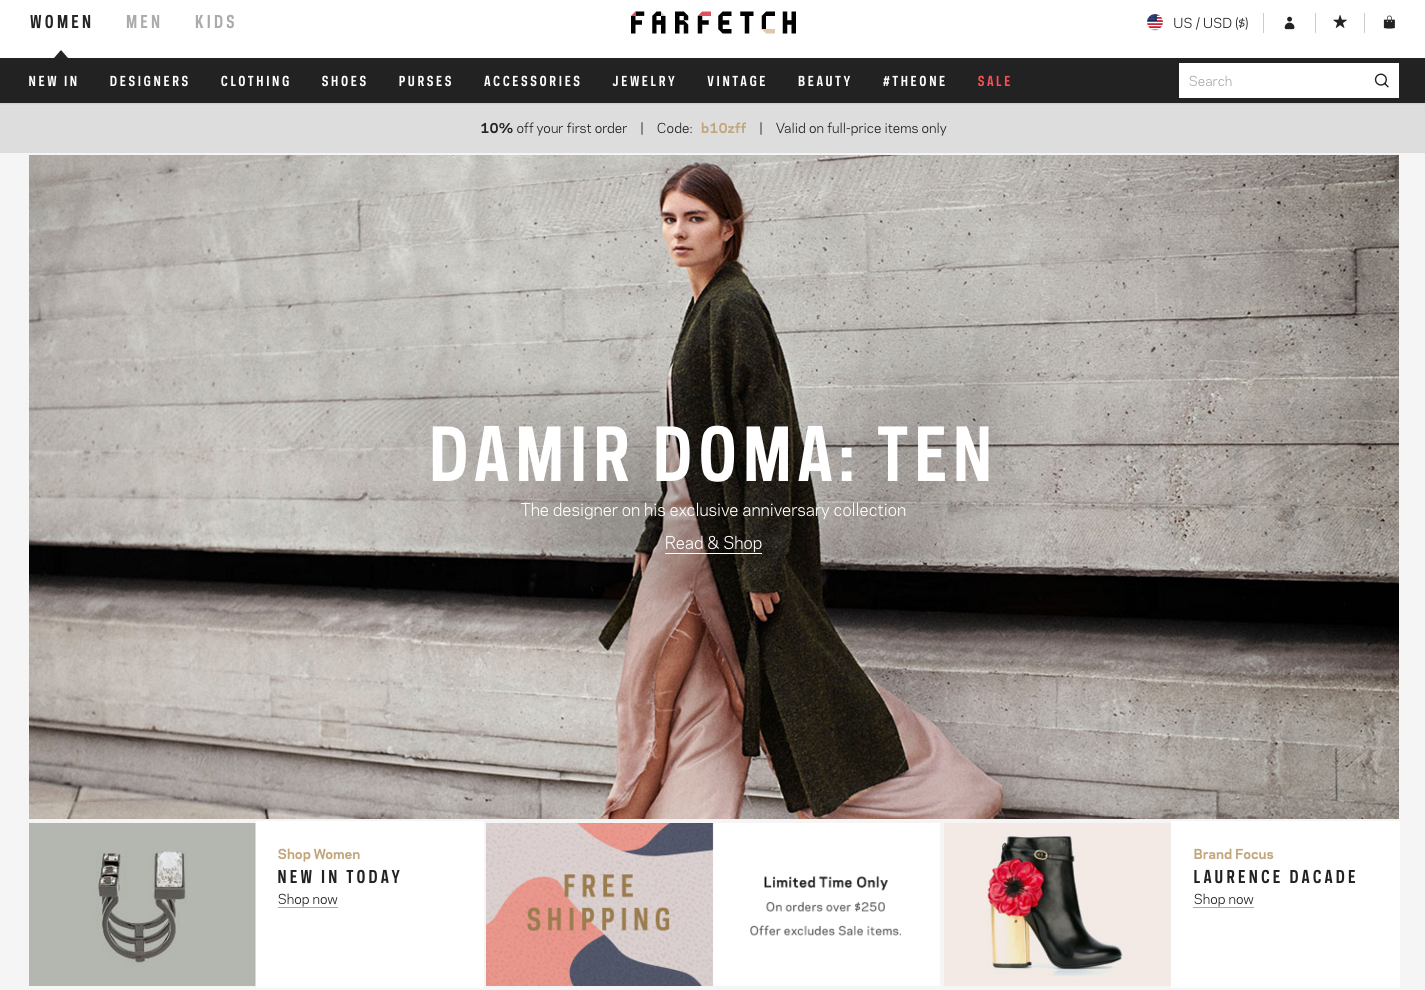 WOMEN MEN KIDS
FARFETCH
US / USD ($)
NEW IN DESIGNERS CLOTHING SHOES PURSES ACCESSORIES JEWELRY VINTAGE BEAUTY #THEONE SALE
Search
10% off your first order | Code: b10zff | Valid on full-price items only
DAMIR DOMA: TEN
The designer on his exclusive anniversary collection
Read & Shop
Shop Women
NEW IN TODAY
Shop now
FREE
SHIPPING
Limited Time Only
On orders over $250
Offer excludes Sale items.
Brand Focus
LAURENCE DACADE
Shop now